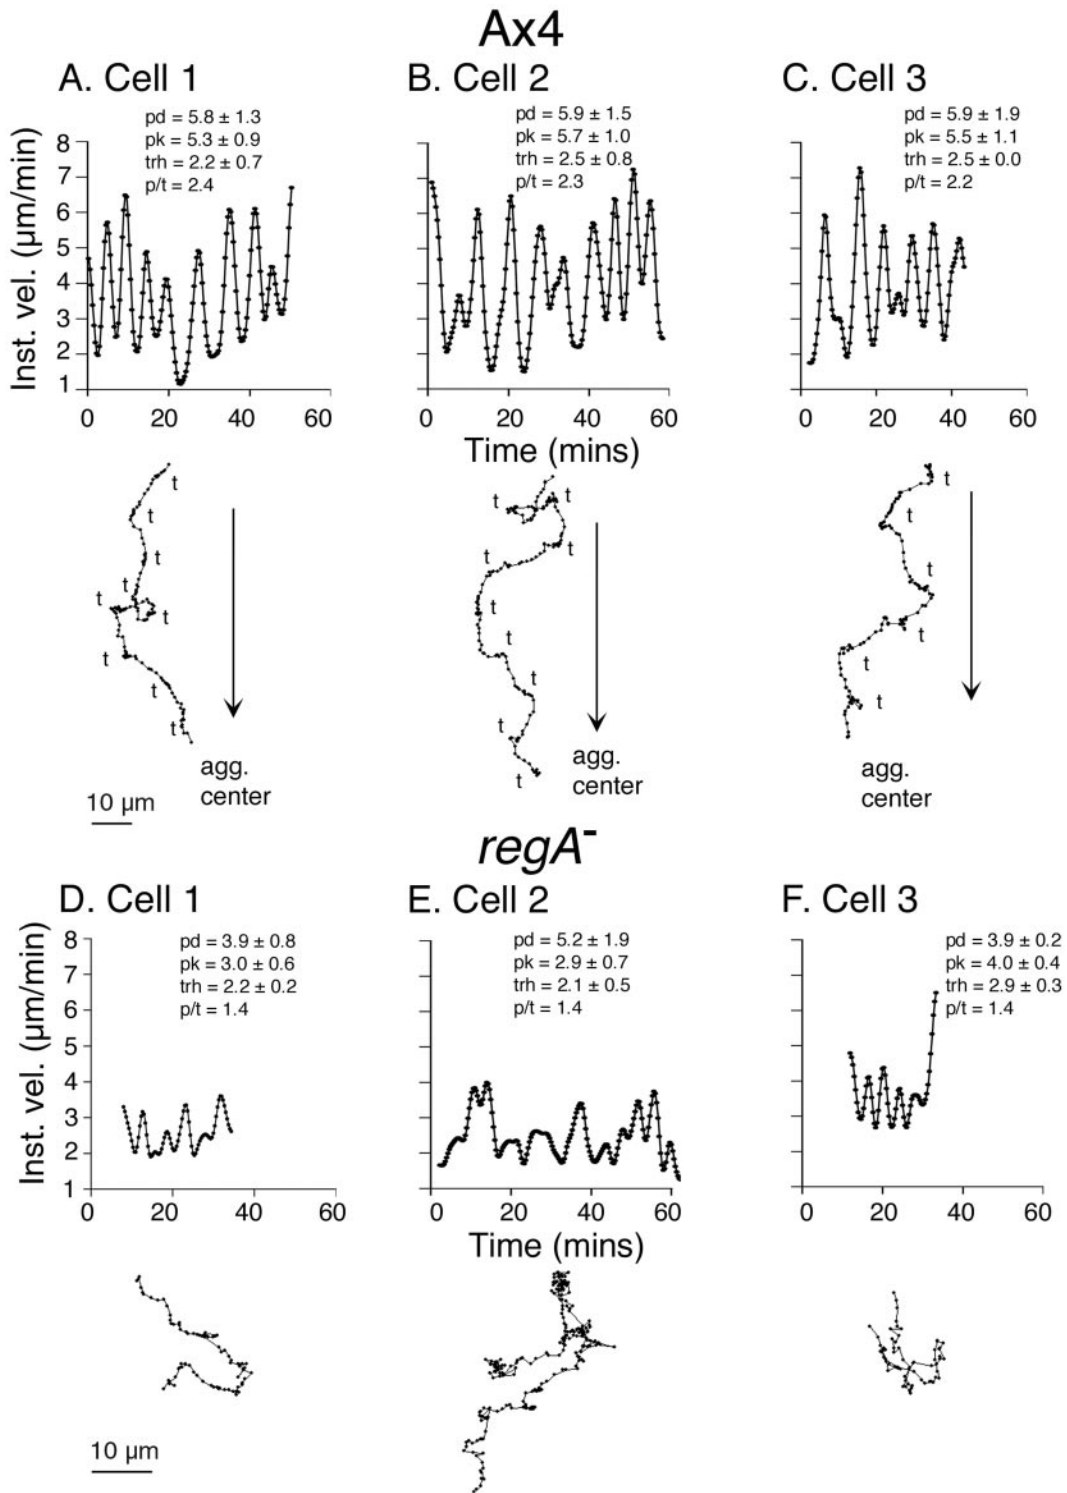 Ax4
A. Cell 1
pd = 5.8 ± 1.3
pk = 5.3 ± 0.9
trh = 2.2 ± 0.7
p/t = 2.4
Inst. vel. (µm/min)
8
7
6
5
4
3
2
1
0 20 40 60
B. Cell 2
pd = 5.9 ± 1.5
pk = 5.7 ± 1.0
trh = 2.5 ± 0.8
p/t = 2.3
0 20 40 60
Time (mins)
C. Cell 3
pd = 5.9 ± 1.9
pk = 5.5 ± 1.1
trh = 2.5 ± 0.0
p/t = 2.2
0 20 40 60
t
t
t
t
t
t
t
t
t
agg.
center
10 µm
t
t
t
t
t
t
t
t
t
agg.
center
t
t
t
t
t
t
agg.
center
regA-
D. Cell 1
pd = 3.9 ± 0.8
pk = 3.0 ± 0.6
trh = 2.2 ± 0.2
p/t = 1.4
Inst. vel. (µm/min)
8
7
6
5
4
3
2
1
0 20 40 60
E. Cell 2
pd = 5.2 ± 1.9
pk = 2.9 ± 0.7
trh = 2.1 ± 0.5
p/t = 1.4
0 20 40 60
Time (mins)
F. Cell 3
pd = 3.9 ± 0.2
pk = 4.0 ± 0.4
trh = 2.9 ± 0.3
p/t = 1.4
0 20 40 60
10 µm